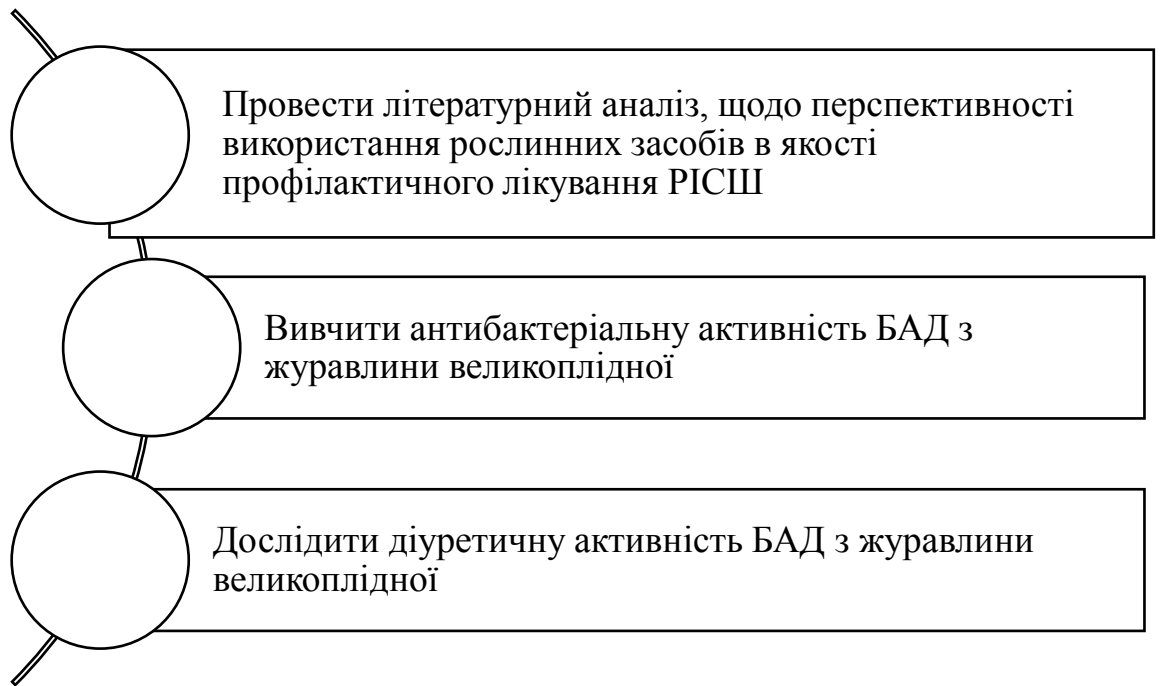 Провести літературний аналіз, щодо перспективності
використання рослинних засобів в якості
профілактичного лікування РІСШ
Вивчити антибактеріальну активність БАД з
журавлини великоплідної
Дослідити діуретичну активність БАД з журавлини
великоплідної